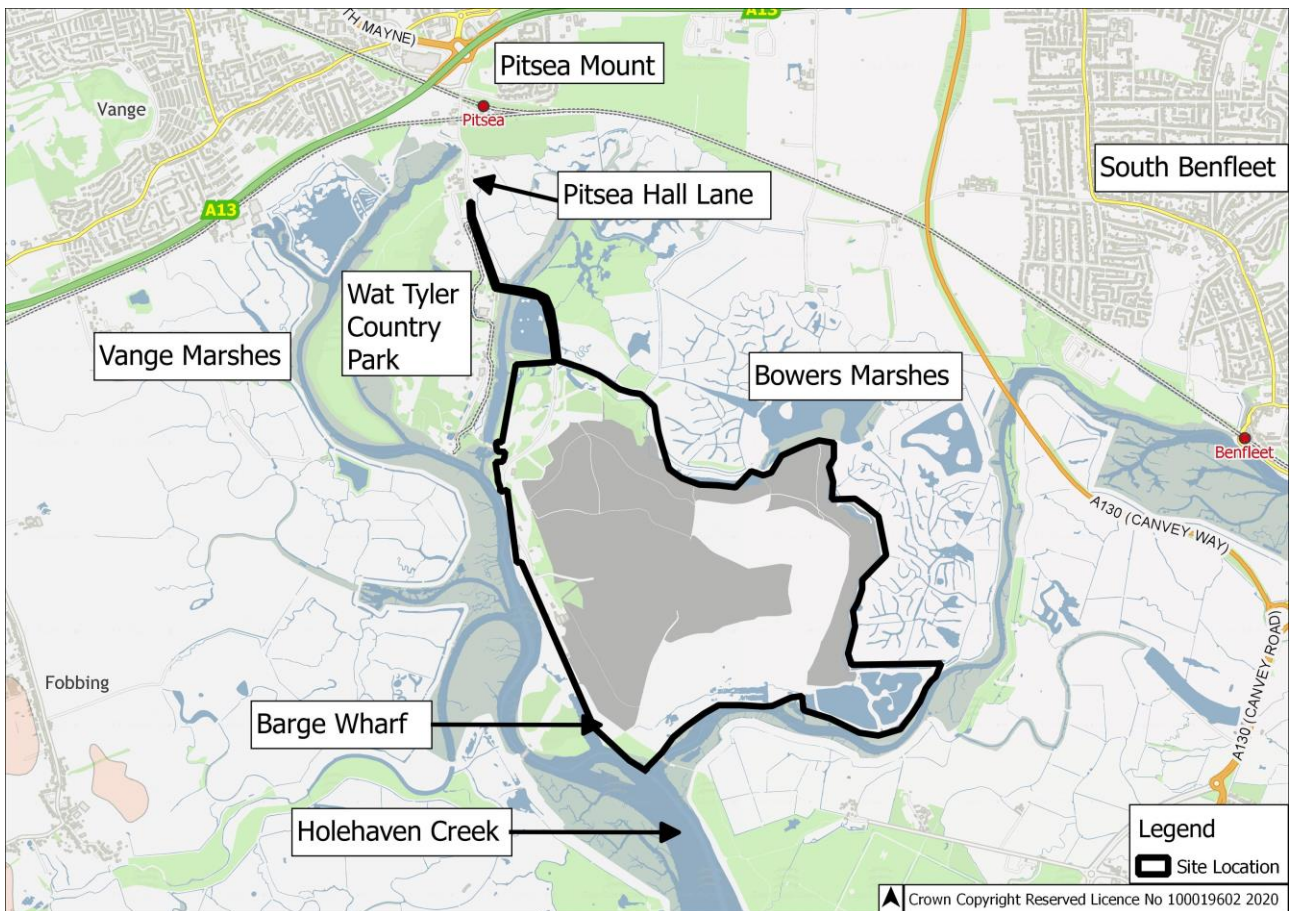 A13
TH MAYNE)
Pitsea Mount
Vange
Pitsea
South Benfleet
Pitsea Hall Lane
A13
Wat Tyler
Country
Park
Vange Marshes
Bowers Marshes
Benfleet
A130 (CANVEY WAY)
Fobbing
Barge Wharf
A130 (CANVEY ROAD)
Holehaven Creek
Legend
Site Location
Crown Copyright Reserved Licence No 100019602 2020